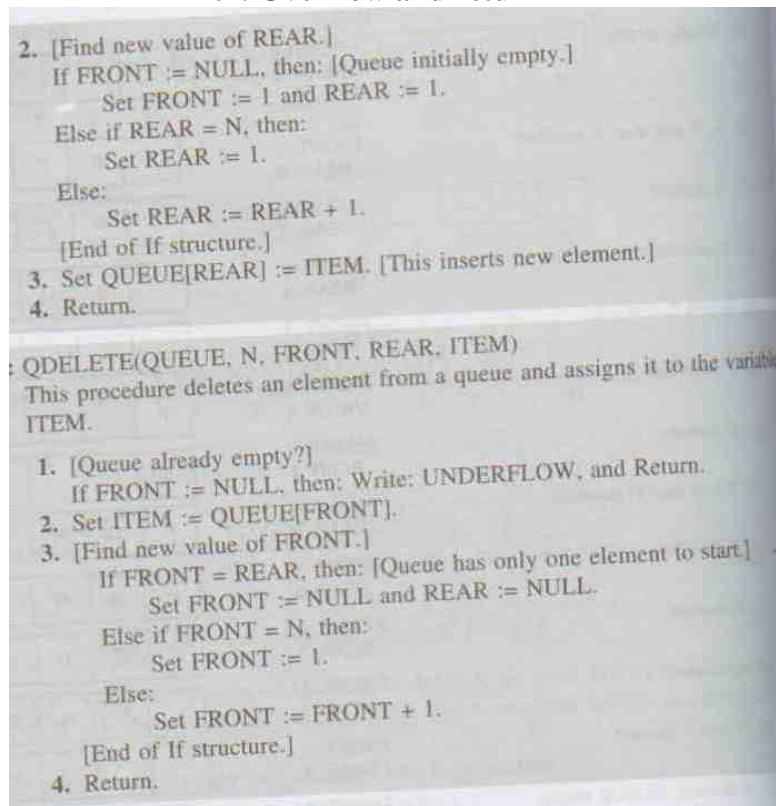 2. [Find new value of REAR.]
If FRONT := NULL, then: [Queue initially empty.]
Set FRONT := 1 and REAR := 1.
Else if REAR = N, then:
Set REAR := 1.
Else:
Set REAR := REAR + 1.
[End of If structure.]
3. Set QUEUE[REAR] := ITEM. [This inserts new element.]
4. Return.
: QDELETE(QUEUE, N, FRONT, REAR, ITEM)
This procedure deletes an element from a queue and assigns it to the variable
ITEM.
1. [Queue already empty?]
If FRONT := NULL, then: Write: UNDERFLOW, and Return.
2. Set ITEM := QUEUE[FRONT].
3. [Find new value of FRONT.]
If FRONT = REAR, then: [Queue has only one element to start.]
Set FRONT := NULL and REAR := NULL.
Else if FRONT = N, then:
Set FRONT := 1.
Else:
Set FRONT := FRONT + 1.
[End of If structure.]
4. Return.